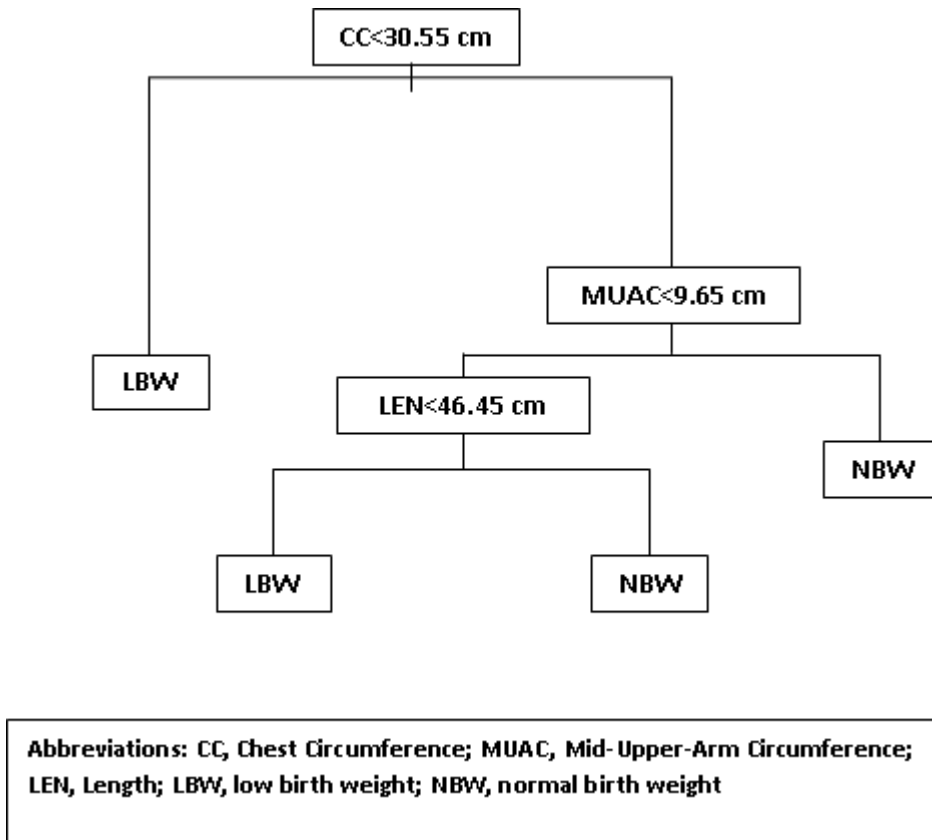 CC<30.55 cm
MUAC<9.65 cm
LBW
LEN<46.45 cm
NBW
LBW
NBW
Abbreviations: CC, Chest Circumference; MUAC, Mid-Upper-Arm Circumference;
LEN, Length; LBW, low birth weight; NBW, normal birth weight